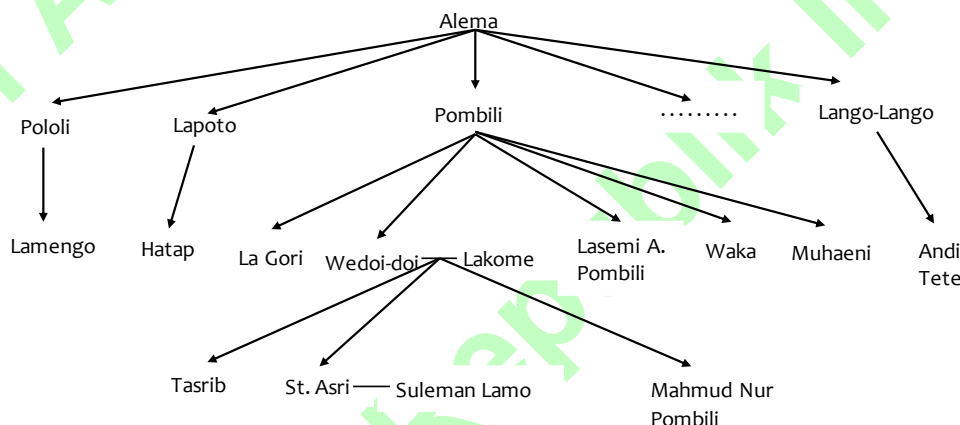 Alema
Pololi
Lapoto
Pombili
.........
Lango-Lango
Lamengo
Hatap
La Gori
Wedoi-doi
Lakome
Lasemi A.
Pombili
Waka
Muhaeni
Andi
Tete
Tasrib
St. Asri
Suleman Lamo
Mahmud Nur
Pombili